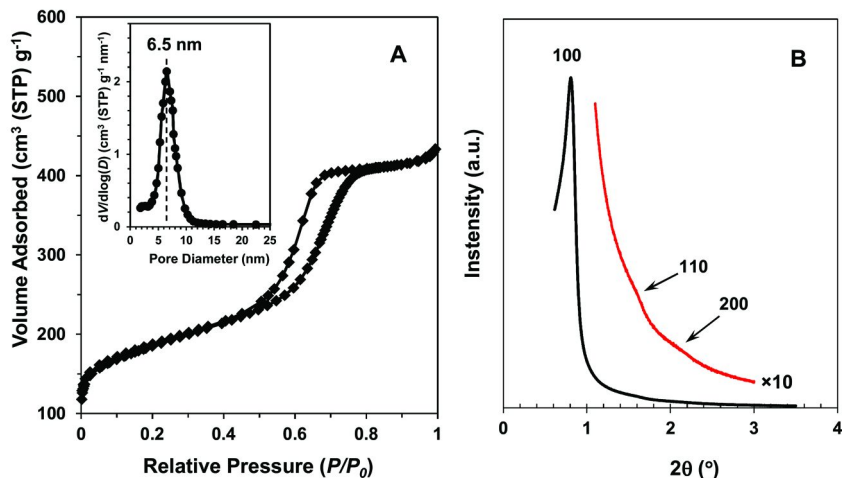 A
600
500
400
300
200
100
0
0.2
0.4
0.6
0.8
1
Volume Adsorbed (cm³ (STP) g⁻¹)
Relative Pressure (P/P₀)
6.5 nm
2
1
0
0 5 10 15 20 25
dV/dlog(D) (cm³ (STP) g⁻¹ nm⁻¹)
Pore Diameter (nm)
B
100
110
200
×10
0 1 2 3 4
Instensity (a.u.)
2θ (°)